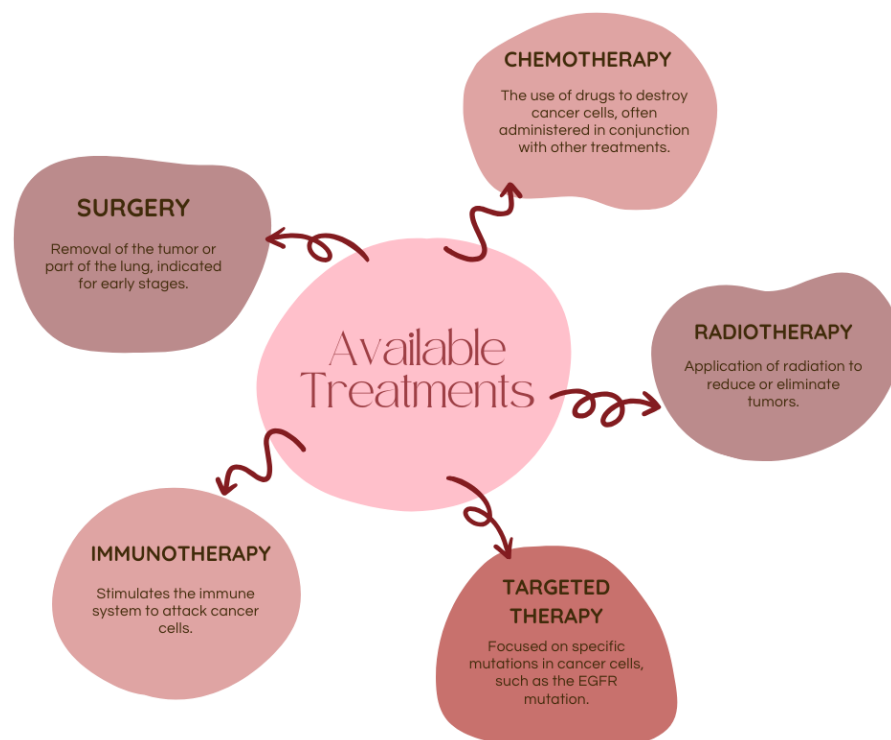 Available
Treatments
CHEMOTHERAPY
The use of drugs to destroy
cancer cells, often
administered in conjunction
with other treatments.
SURGERY
Removal of the tumor or
part of the lung, indicated
for early stages.
RADIOTHERAPY
Application of radiation to
reduce or eliminate
tumors.
IMMUNOTHERAPY
Stimulates the immune
system to attack cancer
cells.
TARGETED
THERAPY
Focused on specific
mutations in cancer cells,
such as the EGFR
mutation.